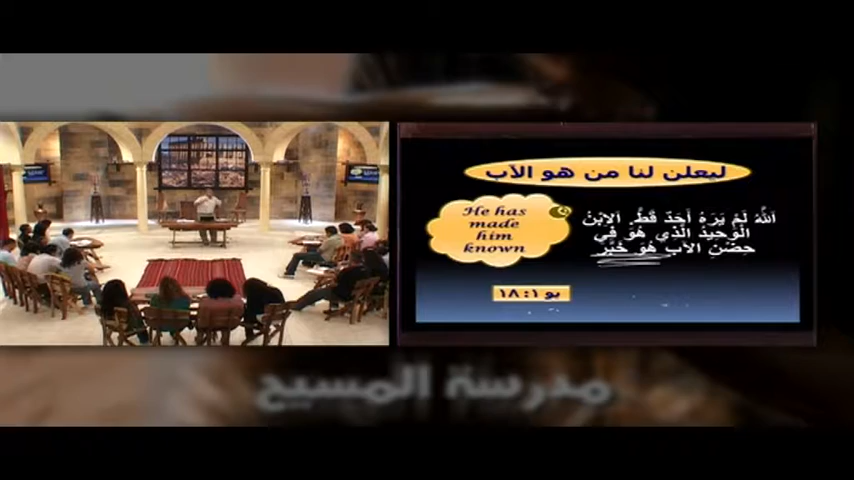 ليعلن لنا من هو الآب
He has
made
him
known
اَللهُ لَمْ يَرَهُ أَحَدٌ قَطُّ. اَلابْنُ
الْوَحِيدُ الَّذِي هُوَ فِي
حِضْنِ الآبِ هُوَ خَبَّرَ
يو ١: ١٨
مدرسة المسيح